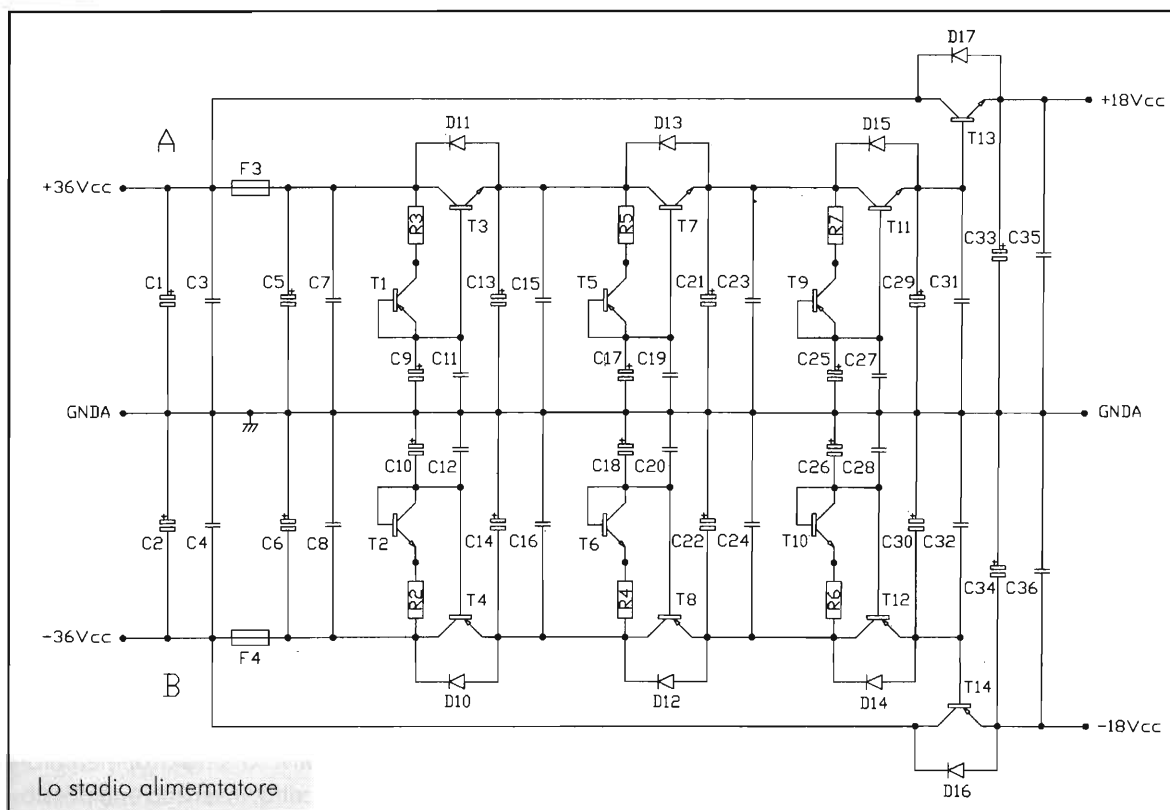 D17
+18Vcc
T13
A
D11
D13
D15
F3
+36Vcc
R3
T3
R5
T7
R7
T11
C33
C35
C1
C3
C5
C7
T1
C13
C15
T5
C21
C23
T9
C29
C31
C9
C11
C17
C19
C25
C27
GNDA
GNDA
C10
C12
C18
C20
C26
C28
C2
C4
C6
C8
T2
C14
C16
T6
C22
C24
T10
C30
C32
C34
C36
R2
T4
R4
T8
R6
T12
-36Vcc
F4
B
D10
D12
D14
T14
-18Vcc
D16
Lo stadio alimemtatore